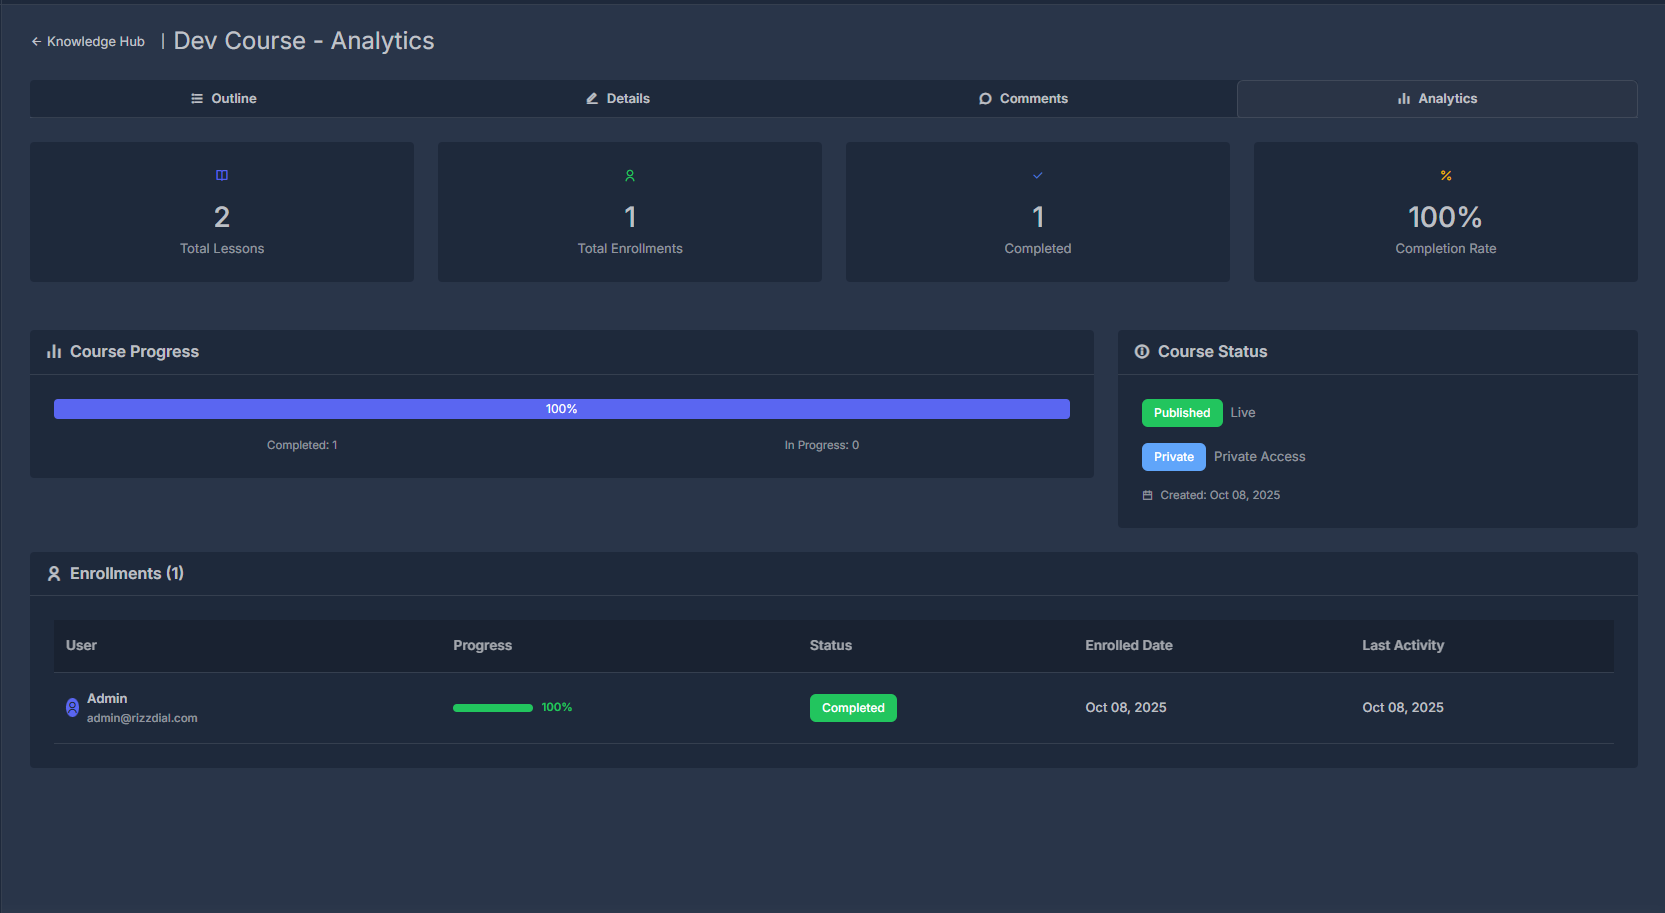 Knowledge Hub | Dev Course - Analytics
Outline Details Comments Analytics
2 1 1 100%
Total Lessons Total Enrollments Completed Completion Rate
Course Progress
100%
Completed: 1 In Progress: 0
Course Status
Published Live
Private Private Access
Created: Oct 08, 2025
Enrollments (1)
User Progress Status Enrolled Date Last Activity
Admin
admin@rizzdial.com
100% Completed Oct 08, 2025 Oct 08, 2025